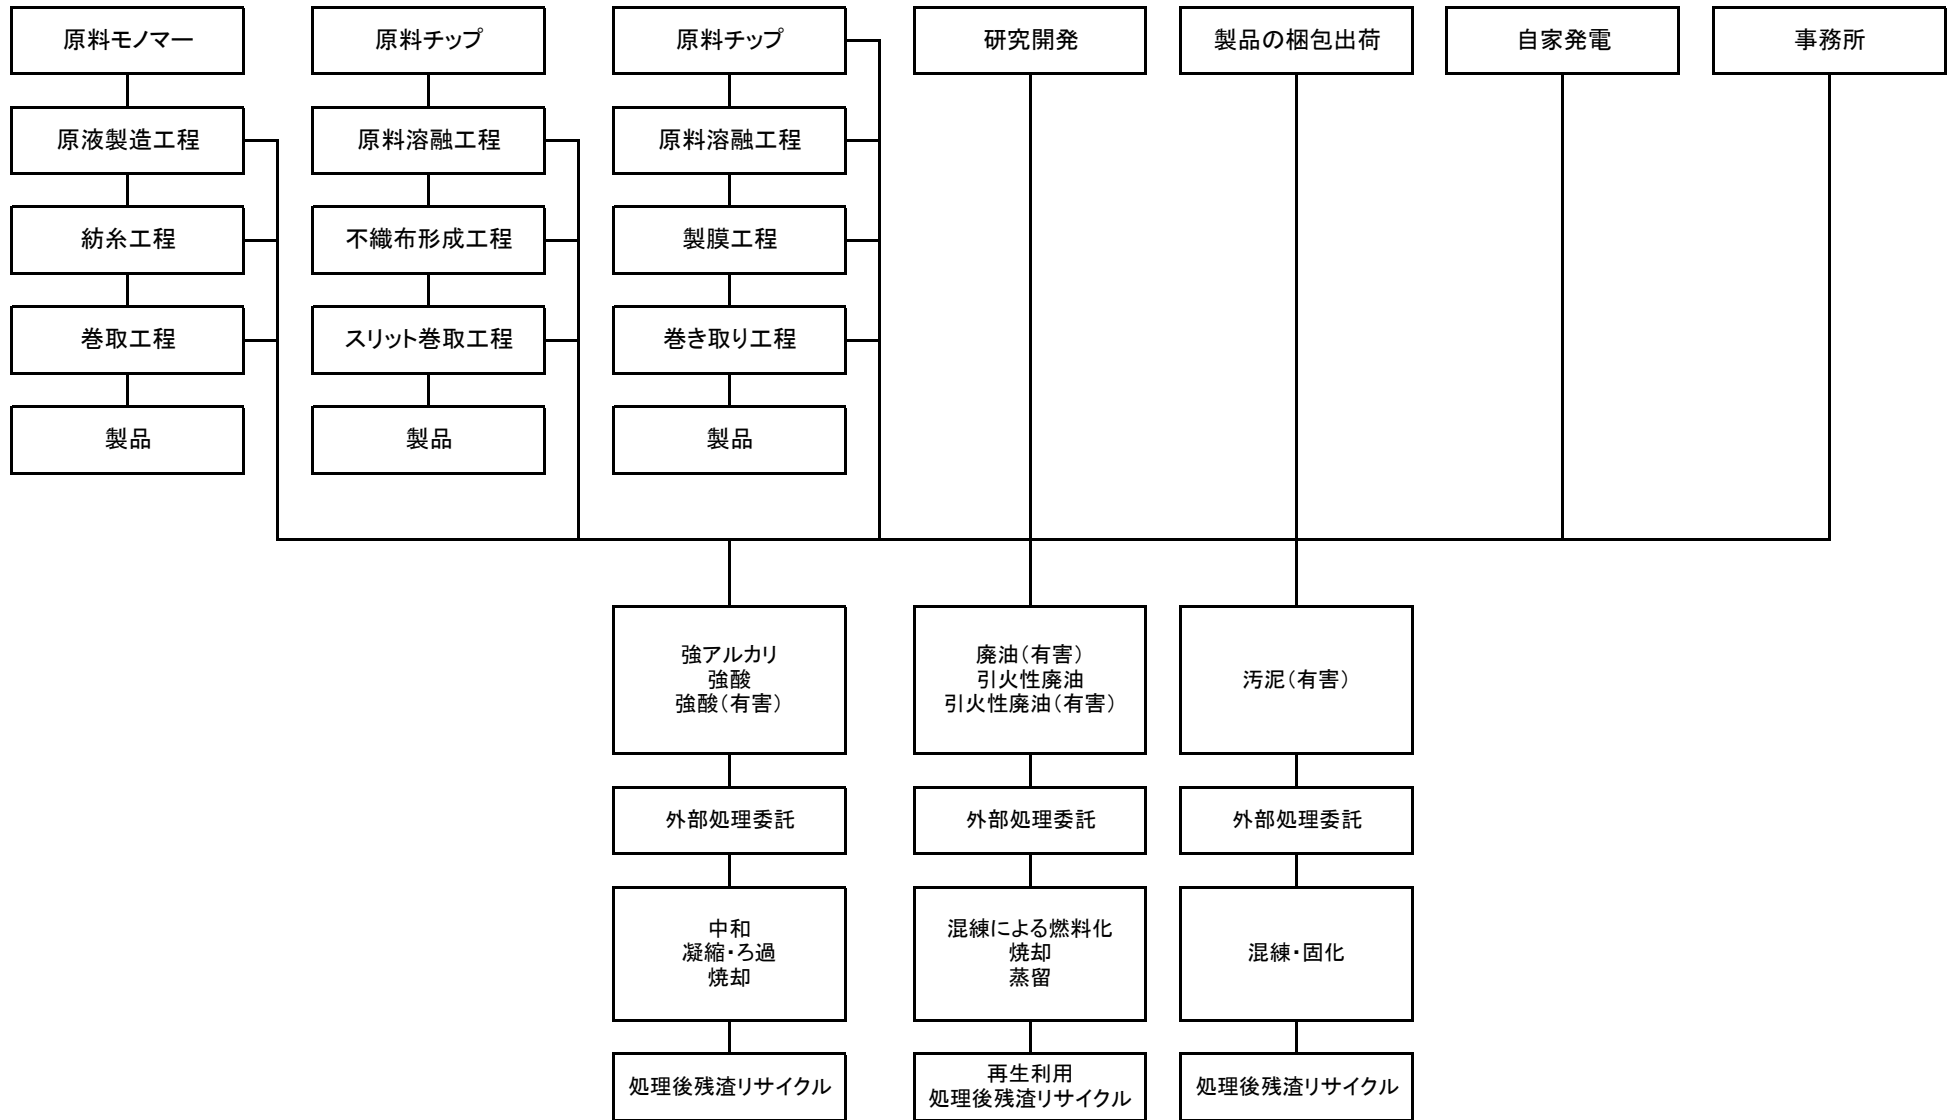 原料モノマー
原料チップ
原料チップ
研究開発
製品の梱包出荷
自家発電
事務所
原液製造工程
原料溶融工程
原料溶融工程
紡糸工程
不織布形成工程
製膜工程
巻取工程
スリット巻取工程
巻き取り工程
製品
製品
製品
強アルカリ
強酸
強酸(有害)
廃油(有害)
引火性廃油
引火性廃油(有害)
汚泥(有害)
外部処理委託
外部処理委託
外部処理委託
中和
凝縮・ろ過
焼却
混練による燃料化
焼却
蒸留
混練・固化
処理後残渣リサイクル
再生利用
処理後残渣リサイクル
処理後残渣リサイクル